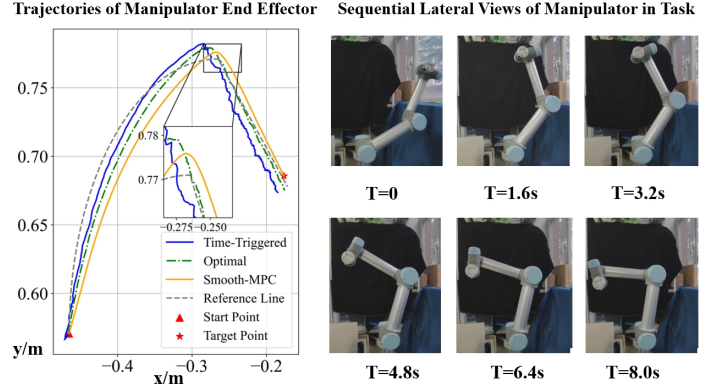 Trajectories of Manipulator End Effector
0.75
0.70
0.65
0.60
−0.4
−0.3
−0.2
y/m
x/m
0.78
0.77
−0.275
−0.250
Time-Triggered
Optimal
Smooth-MPC
Reference Line
Start Point
Target Point
Sequential Lateral Views of Manipulator in Task
T=0
T=1.6s
T=3.2s
T=4.8s
T=6.4s
T=8.0s